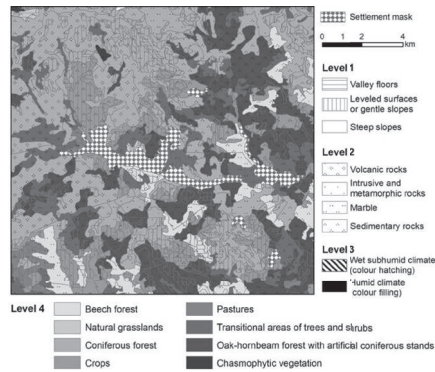 Settlement mask
0 1 2 4
km
Level 1
Valley floors
Leveled surfaces
or gentle slopes
Steep slopes
Level 2
Volcanic rocks
Intrusive and
metamorphic rocks
Marble
Sedimentary rocks
Level 3
Wet subhumid climate
(colour hatching)
Humid climate
colour filling)
Level 4
Beech forest
Natural grasslands
Coniferous forest
Crops
Pastures
Transitional areas of trees and shrubs
Oak-hornbeam forest with artificial coniferous stands
Chasmophytic vegetation